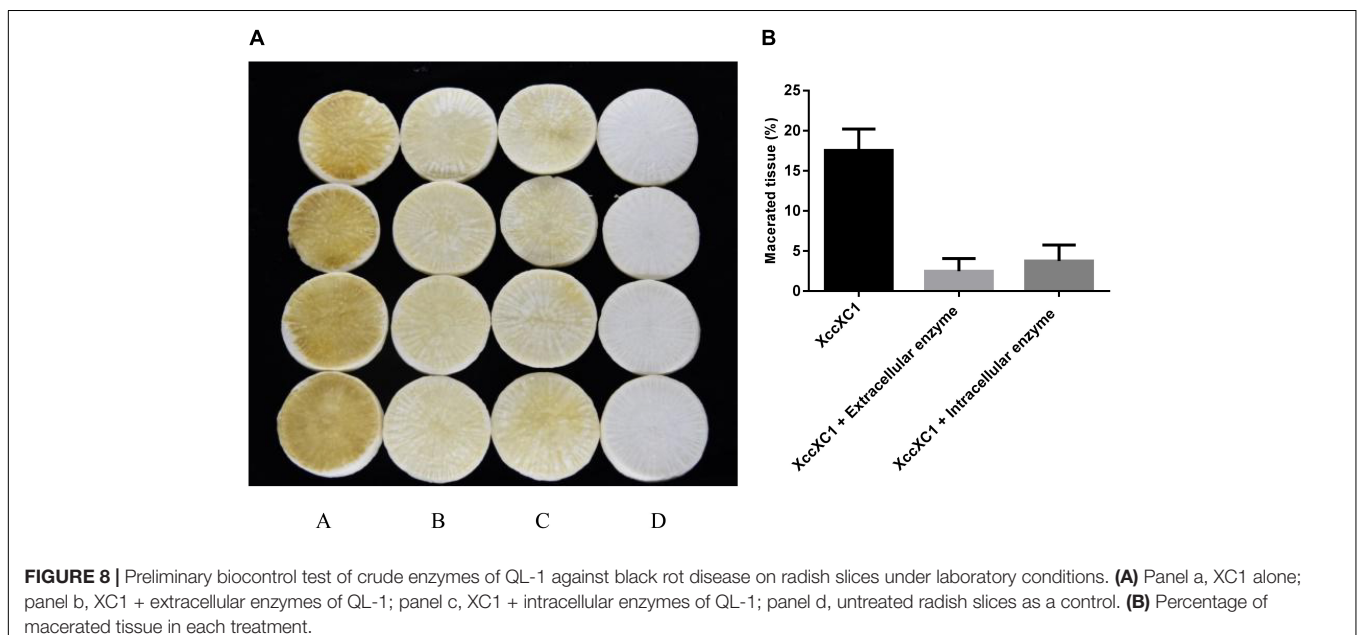 A
B
25
20
15
10
5
0
Macerated tissue (%)
XccXC1
XccXC1 + Extracellular enzyme
XccXC1 + Intracellular enzyme
A B C D
FIGURE 8 | Preliminary biocontrol test of crude enzymes of QL-1 against black rot disease on radish slices under laboratory conditions. (A) Panel a, XC1 alone;
panel b, XC1 + extracellular enzymes of QL-1; panel c, XC1 + intracellular enzymes of QL-1; panel d, untreated radish slices as a control. (B) Percentage of
macerated tissue in each treatment.